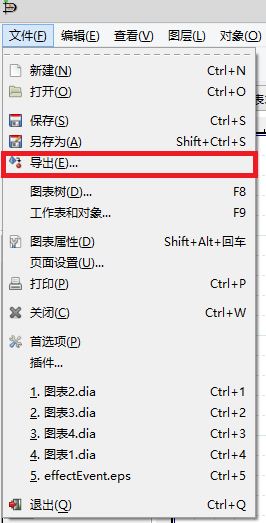 文件(F) 编辑(E) 查看(V) 图层(L) 对象(O)
新建(N) Ctrl+N
打开(O) Ctrl+O
保存(S) Ctrl+S
另存为(A) Shift+Ctrl+S
导出(E)...
图表树(D)... F8
工作表和对象... F9
图表属性(D) Shift+Alt+回车
页面设置(U)...
打印(P) Ctrl+P
关闭(C) Ctrl+W
首选项(P)
插件...
1. 图表2.dia Ctrl+1
2. 图表3.dia Ctrl+2
3. 图表4.dia Ctrl+3
4. 图表1.dia Ctrl+4
5. effectEvent.eps Ctrl+5
退出(Q) Ctrl+Q